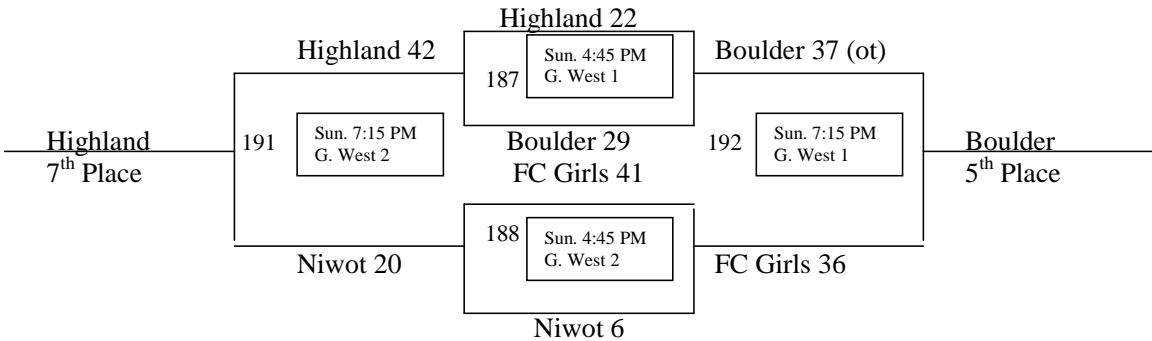 Highland 22
Highland 42
Sun. 4:45 PM
G. West 1
187
Boulder 37 (ot)
Highland
7th Place
191
Sun. 7:15 PM
G. West 2
Boulder 29
FC Girls 41
192
Sun. 7:15 PM
G. West 1
Boulder
5th Place
188
Sun. 4:45 PM
G. West 2
Niwot 20
FC Girls 36
Niwot 6